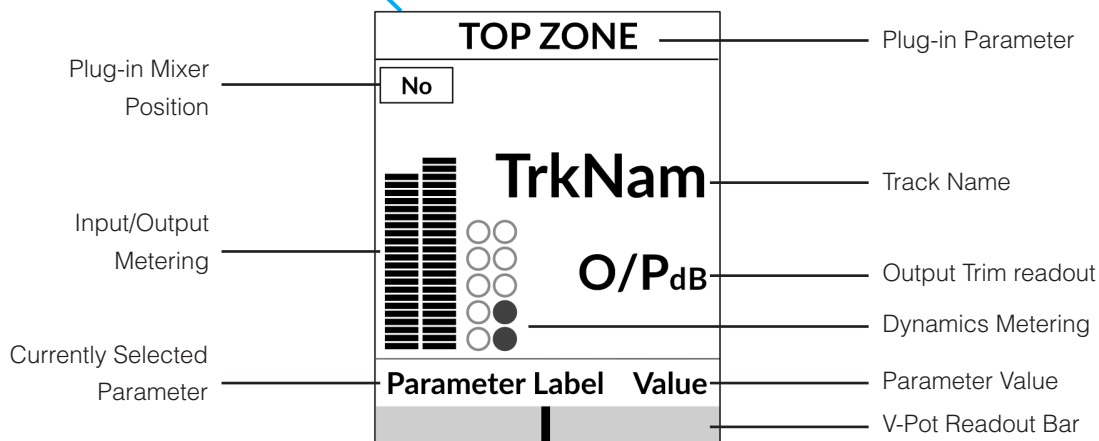 TOP ZONE
Plug-in Parameter
Plug-in Mixer
Position
No
TrkNam
Track Name
Input/Output
Metering
O/PdB
Output Trim readout
Dynamics Metering
Currently Selected
Parameter
Parameter Label Value
Parameter Value
V-Pot Readout Bar